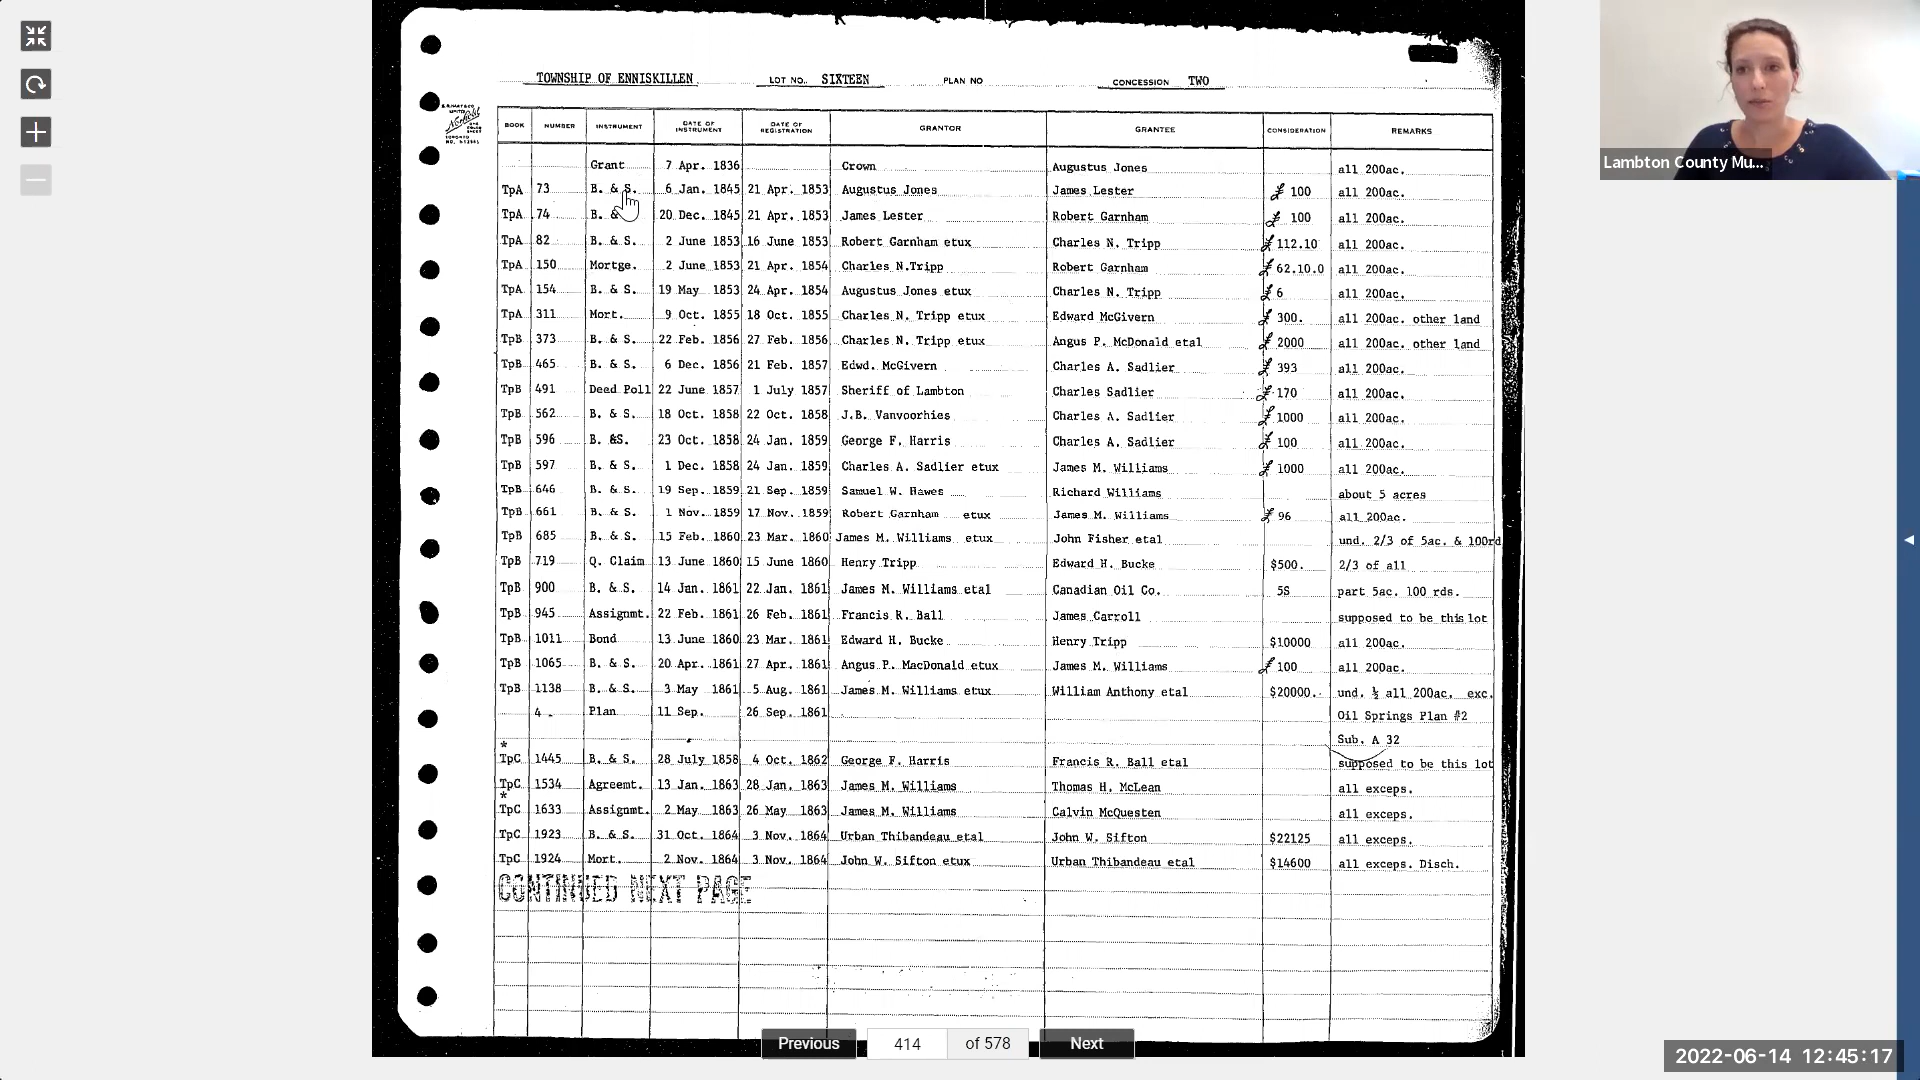 Lambton County Mu...
TOWNSHIP OF ENNISKILLEN LOT NO. SIXTEEN PLAN NO CONCESSION TWO
BOOK NUMBER INSTRUMENT DATE OF INSTRUMENT DATE OF REGISTRATION GRANTOR GRANTEE CONSIDERATION REMARKS
Grant 7 Apr. 1836 Crown Augustus Jones all 200ac.
TpA 73 B. & S. 6 Jan. 1845 21 Apr. 1853 Augustus Jones James Lester £ 100 all 200ac.
TpA 74 B. & 20 Dec. 1845 21 Apr. 1853 James Lester Robert Garnham £ 100 all 200ac.
TpA 82 B. & S. 2 June 1853 16 June 1853 Robert Garnham etux Charles N. Tripp £ 112.10 all 200ac.
TpA 150 Mortge. 2 June 1853 21 Apr. 1854 Charles N.Tripp Robert Garnham £ 62.10.0 all 200ac.
TpA 154 B. & S. 19 May 1853 24 Apr. 1854 Augustus Jones etux Charles N. Tripp £ 6 all 200ac.
TpA 311 Mort. 9 Oct. 1855 18 Oct. 1855 Charles N. Tripp etux Edward McGivern £ 300. all 200ac. other land
TpB 373 B. & S. 22 Feb. 1856 27 Feb. 1856 Charles N. Tripp etux Angus P. McDonald etal £ 2000 all 200ac. other land
TpB 465 B. & S. 6 Dec. 1856 21 Feb. 1857 Edwd. McGivern Charles A. Sadlier £ 393 all 200ac.
TpB 491 Deed Poll 22 June 1857 1 July 1857 Sheriff of Lambton Charles Sadlier £ 170 all 200ac.
TpB 562 B. & S. 18 Oct. 1858 22 Oct. 1858 J.B. Vanvoorhies Charles A. Sadlier £ 1000 all 200ac.
TpB 596 B. &S. 23 Oct. 1858 24 Jan. 1859 George F. Harris Charles A. Sadlier £ 100 all 200ac.
TpB 597 B. & S. 1 Dec. 1858 24 Jan. 1859 Charles A. Sadlier etux James M. Williams £ 1000 all 200ac.
TpB 646 B. & S. 19 Sep. 1859 21 Sep. 1859 Samuel W. Hawes Richard Williams about 5 acres
TpB 661 B. & S. 1 Nov. 1859 17 Nov. 1859 Robert Garnham etux James M. Williams £ 96 all 200ac.
TpB 685 B. & S. 15 Feb. 1860 23 Mar. 1860 James M. Williams etux John Fisher etal und. 2/3 of 5ac. & 100rd
TpB 719 Q. Claim 13 June 1860 15 June 1860 Henry Tripp Edward H. Bucke $500. 2/3 of all
TpB 900 B. & S. 14 Jan. 1861 22 Jan. 1861 James M. Williams etal Canadian Oil Co. 5S part 5ac. 100 rds.
TpB 945 Assignmt. 22 Feb. 1861 26 Feb. 1861 Francis R. Ball James Carroll supposed to be this lot
TpB 1011 Bond 13 June 1860 23 Mar. 1861 Edward H. Bucke Henry Tripp $10000 all 200ac.
TpB 1065 B. & S. 20 Apr. 1861 27 Apr. 1861 Angus P. MacDonald etux James M. Williams £ 100 all 200ac.
TpB 1138 B. & S. 3 May 1861 5 Aug. 1861 James M. Williams etux William Anthony etal $20000. und. ½ all 200ac. exc.
4 Plan 11 Sep. 26 Sep. 1861 Oil Springs Plan #2
Sub. A 32
*
TpC 1445 B. & S. 28 July 1858 4 Oct. 1862 George F. Harris Francis R. Ball etal supposed to be this lot
TpC 1534 Agreemt. 13 Jan. 1863 28 Jan. 1863 James M. Williams Thomas H. McLean all exceps.
*
TpC 1633 Assignmt. 2 May 1863 26 May 1863 James M. Williams Calvin McQuesten all exceps.
TpC 1923 B. & S. 31 Oct. 1864 3 Nov. 1864 Urban Thibandeau etal John W. Sifton $22125 all exceps.
TpC 1924 Mort. 2 Nov. 1864 3 Nov. 1864 John W. Sifton etux Urban Thibandeau etal $14600 all exceps. Disch.
CONTINUED NEXT PAGE
Previous 414 of 578 Next
2022-06-14 12:45:17